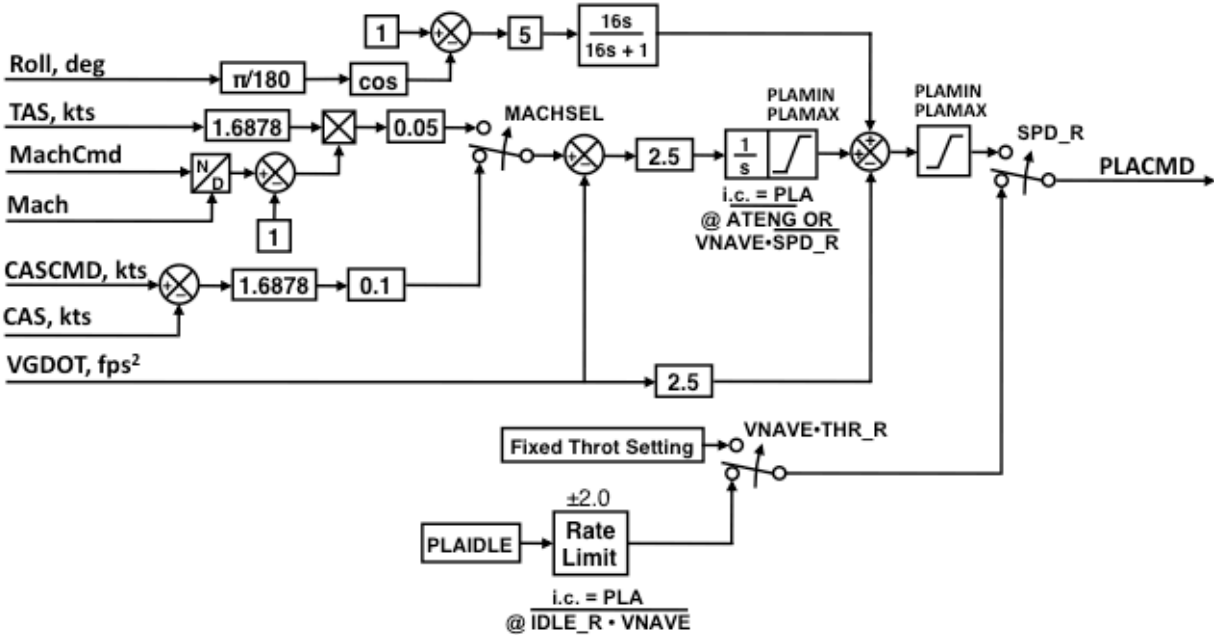 1
5
16s
16s + 1
Roll, deg
π/180
cos
TAS, kts
1.6878
0.05
MACHSEL
PLAMIN
PLAMAX
PLAMIN
PLAMAX
SPD_R
MachCmd
N
D
2.5
1
s
PLACMD
Mach
1
i.c. = PLA
@ ATENG OR
VNAVE•SPD_R
CASCMD, kts
1.6878
0.1
CAS, kts
VGDOT, fps²
2.5
Fixed Throt Setting
VNAVE•THR_R
±2.0
PLAIDLE
Rate
Limit
i.c. = PLA
@ IDLE_R • VNAVE